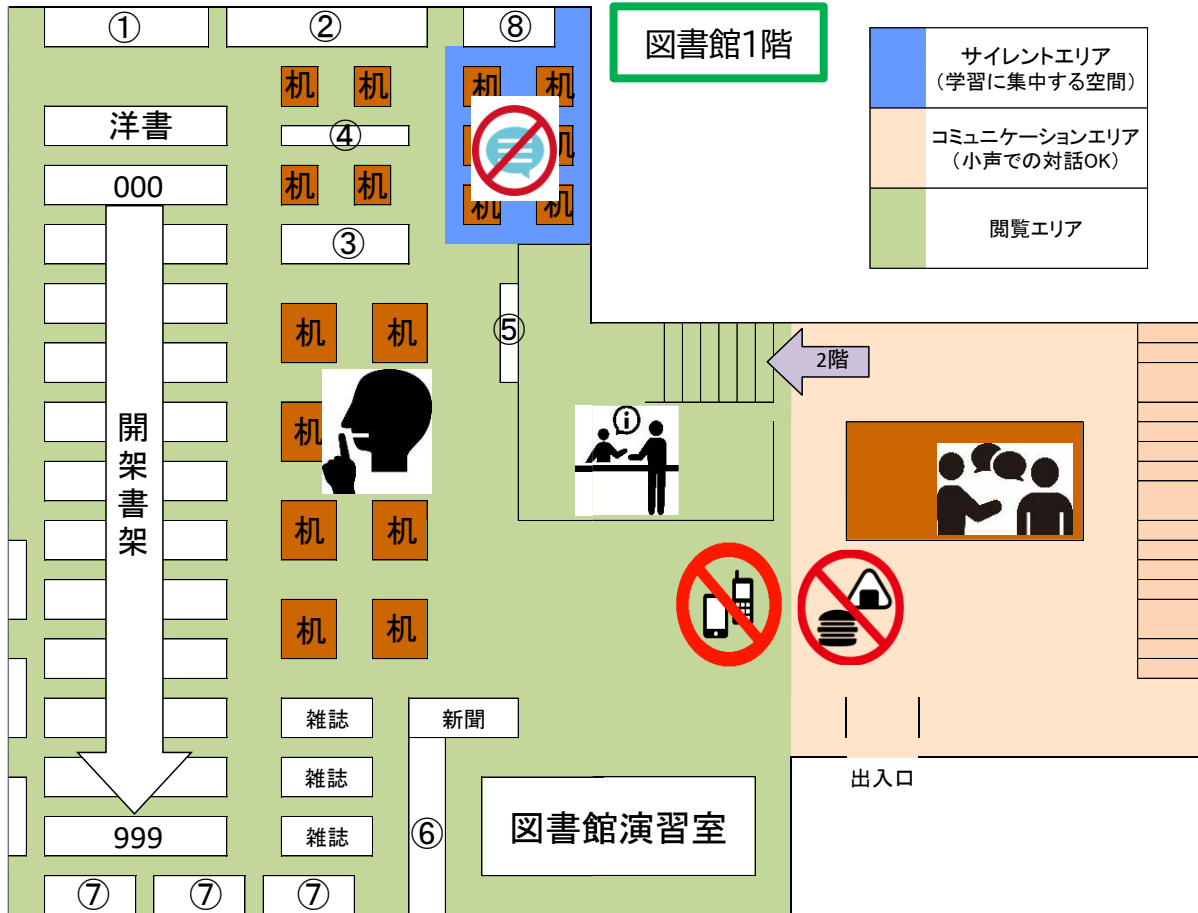 ①
②
⑧
図書館1階
サイレントエリア
（学習に集中する空間）
コミュニケーションエリア
（小声での対話OK）
閲覧エリア
机
机
机
机
洋書
④
机
000
机
机
机
机
③
⑤
机
机
2階
開架書架
机
机
机
机
机
雑誌
新聞
雑誌
出入口
999
雑誌
⑥
図書館演習室
⑦
⑦
⑦